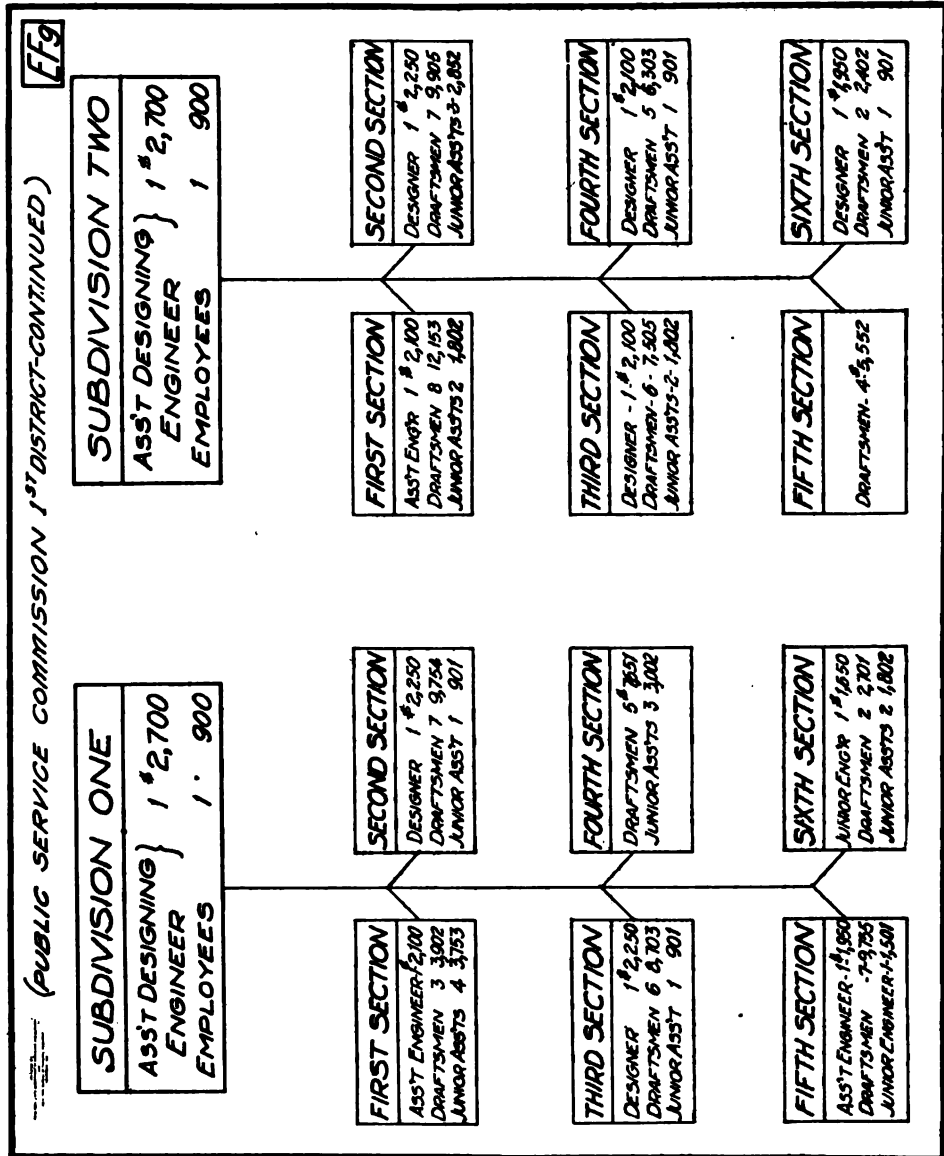 (PUBLIC SERVICE COMMISSION 1ST DISTRICT-CONTINUED)
EF9
SUBDIVISION ONE
ASS'T DESIGNING } 1 $2,700
ENGINEER
EMPLOYEES 1 . 900
FIRST SECTION
ASS'T ENGINEER-1-$2,100
DRAFTSMEN 3 3,902
JUNIOR ASS'TS 4 3,753
SECOND SECTION
DESIGNER 1 $2,250
DRAFTSMEN 7 9,754
JUNIOR ASS'T 1 901
THIRD SECTION
DESIGNER 1 $2,250
DRAFTSMEN 6 8,703
JUNIOR ASS'T 1 901
FOURTH SECTION
DRAFTSMEN 5 $7,651
JUNIOR ASS'TS 3 3,002
FIFTH SECTION
ASS'T ENGINEER-1-$1,950
DRAFTSMEN -7-9,755
JUNIOR ENGINEER-1-1,501
SIXTH SECTION
JUNIOR ENG'R 1 $1,650
DRAFTSMEN 2 2,701
JUNIOR ASS'TS 2 1,802
SUBDIVISION TWO
ASS'T DESIGNING } 1 $2,700
ENGINEER
EMPLOYEES 1 900
FIRST SECTION
ASS'T ENG'R 1 $2,100
DRAFTSMEN 8 12,153
JUNIOR ASS'TS 2 1,802
SECOND SECTION
DESIGNER 1 $2,250
DRAFTSMEN 7 9,905
JUNIOR ASS'TS-3-2,852
THIRD SECTION
DESIGNER - 1-$2,100
DRAFTSMEN-6-7,505
JUNIOR ASS'TS-2-1,802
FOURTH SECTION
DESIGNER 1 $2,100
DRAFTSMEN 5 6,303
JUNIOR ASS'T 1 901
FIFTH SECTION
DRAFTSMEN-4-$5,552
SIXTH SECTION
DESIGNER 1 $1,950
DRAFTSMEN 2 2,402
JUNIOR ASS'T 1 901